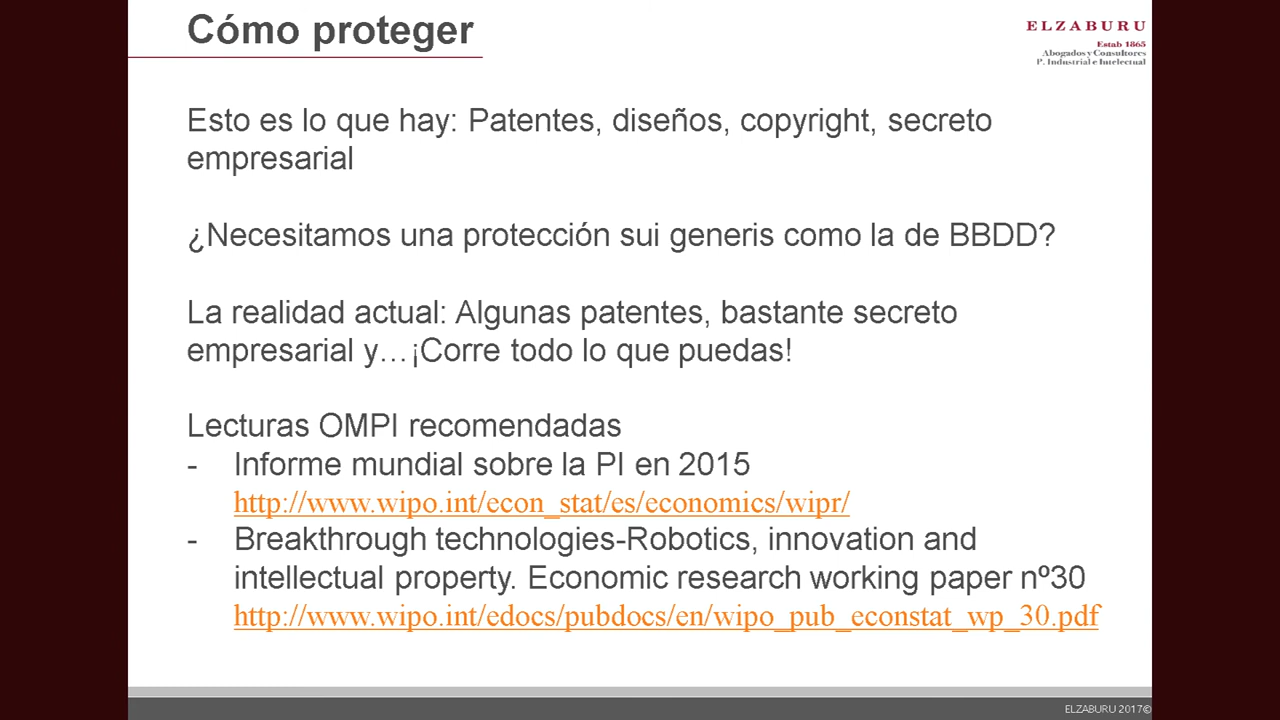 Cómo proteger
ELZABURU
Estab 1865
Abogados y Consultores
P. Industrial e Intelectual
Esto es lo que hay: Patentes, diseños, copyright, secreto
empresarial
¿Necesitamos una protección sui generis como la de BBDD?
La realidad actual: Algunas patentes, bastante secreto
empresarial y…¡Corre todo lo que puedas!
Lecturas OMPI recomendadas
- Informe mundial sobre la PI en 2015
http://www.wipo.int/econ_stat/es/economics/wipr/
- Breakthrough technologies-Robotics, innovation and
intellectual property. Economic research working paper nº30
http://www.wipo.int/edocs/pubdocs/en/wipo_pub_econstat_wp_30.pdf
ELZABURU 2017©